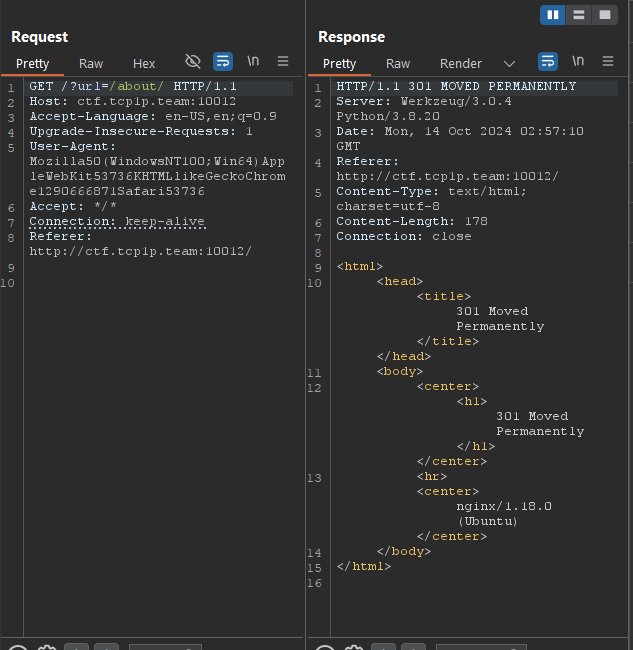 Request
Pretty Raw Hex \n
1 GET /?url=/about/ HTTP/1.1
2 Host: ctf.tcp1p.team:10012
3 Accept-Language: en-US,en;q=0.9
4 Upgrade-Insecure-Requests: 1
5 User-Agent:
Mozilla50(WindowsNT100;Win64)App
leWebKit53736KHTMLlikeGeckoChrom
e1290666871Safari53736
6 Accept: */*
7 Connection: keep-alive
8 Referer:
http://ctf.tcp1p.team:10012/
9
10
Response
Pretty Raw Render \n
1 HTTP/1.1 301 MOVED PERMANENTLY
2 Server: Werkzeug/3.0.4
Python/3.8.20
3 Date: Mon, 14 Oct 2024 02:57:10
GMT
4 Referer:
http://ctf.tcp1p.team:10012/
5 Content-Type: text/html;
charset=utf-8
6 Content-Length: 178
7 Connection: close
8
9 <html>
10 <head>
<title>
301 Moved
Permanently
</title>
</head>
11 <body>
12 <center>
<h1>
301 Moved
Permanently
</h1>
</center>
13 <hr>
<center>
nginx/1.18.0
(Ubuntu)
</center>
14 </body>
15 </html>
16